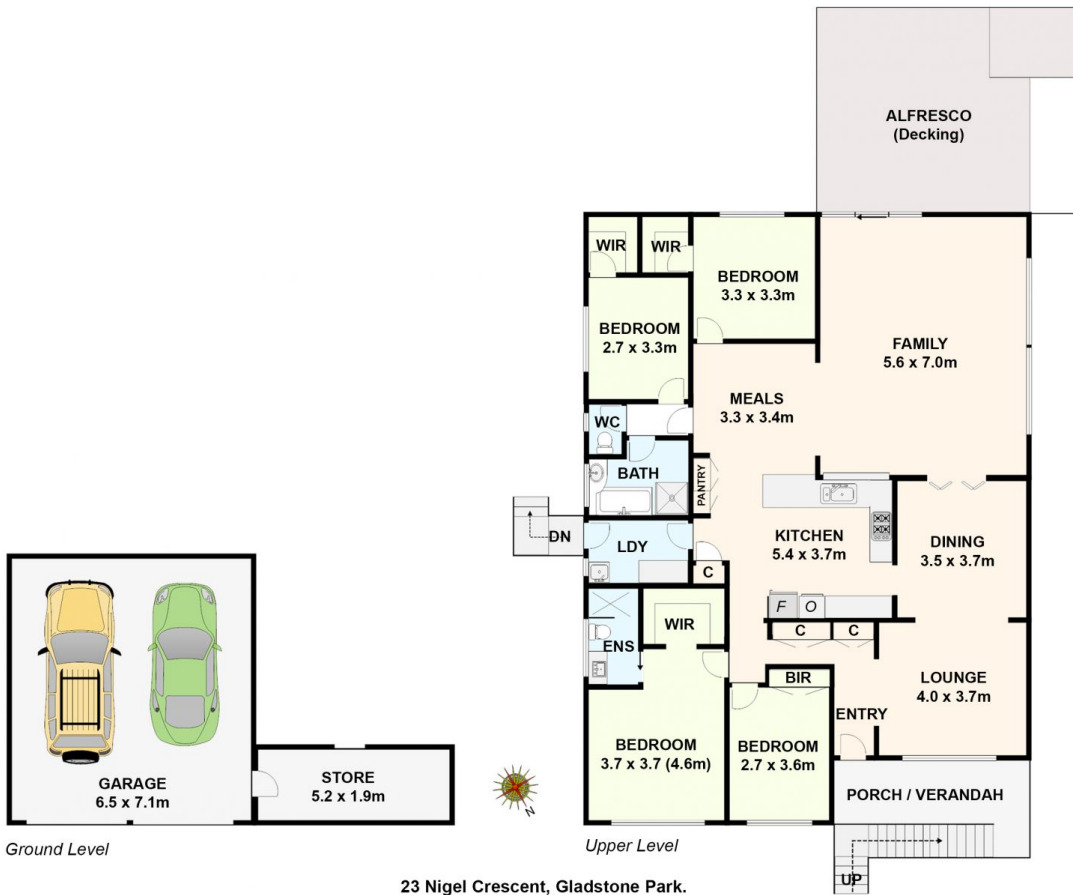 ALFRESCO
(Decking)
WIR
WIR
BEDROOM
3.3 x 3.3m
BEDROOM
2.7 x 3.3m
FAMILY
5.6 x 7.0m
MEALS
3.3 x 3.4m
WC
BATH
PANTRY
DN
LDY
C
KITCHEN
5.4 x 3.7m
DINING
3.5 x 3.7m
F
O
WIR
ENS
C
C
BIR
LOUNGE
4.0 x 3.7m
ENTRY
BEDROOM
3.7 x 3.7 (4.6m)
BEDROOM
2.7 x 3.6m
PORCH / VERANDAH
UP
GARAGE
6.5 x 7.1m
STORE
5.2 x 1.9m
N
Ground Level
Upper Level
23 Nigel Crescent, Gladstone Park.